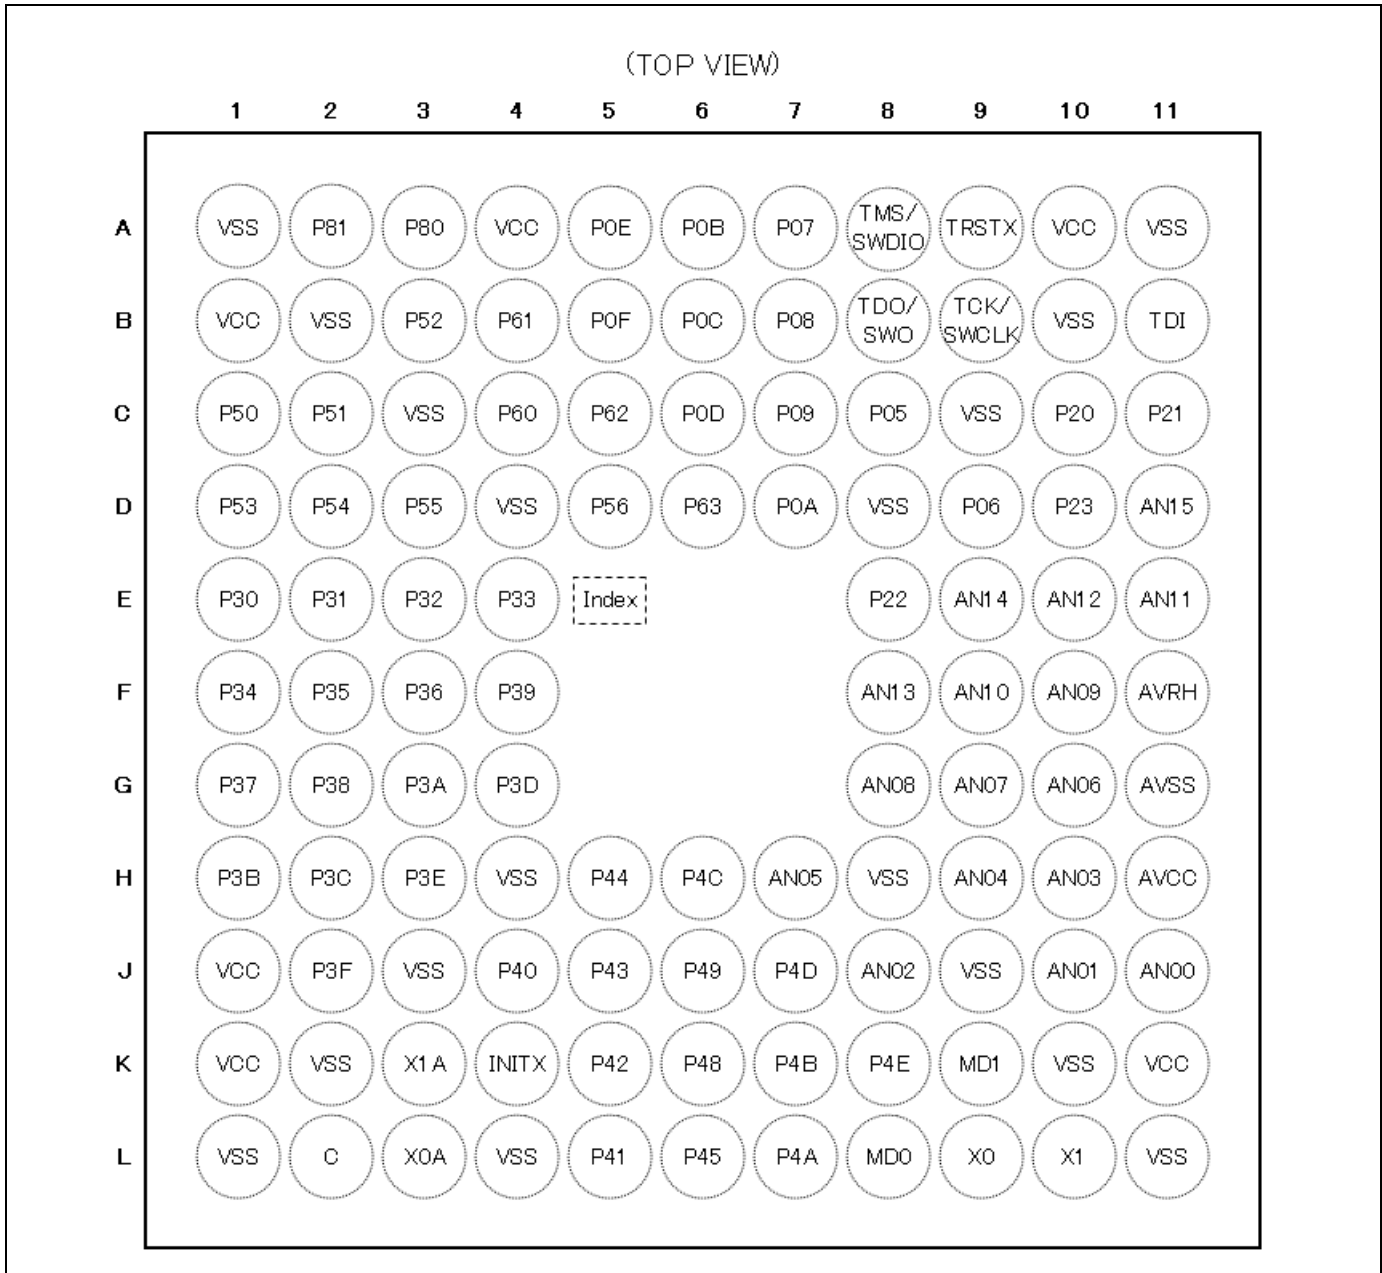 (TOP VIEW)
1 2 3 4 5 6 7 8 9 10 11
A VSS P81 P80 VCC P0E P0B P07 TMS/SWDIO TRSTX VCC VSS
B VCC VSS P52 P61 P0F P0C P08 TDO/SWO TCK/SWCLK VSS TDI
C P50 P51 VSS P60 P62 P0D P09 P05 VSS P20 P21
D P53 P54 P55 VSS P56 P63 P0A VSS P06 P23 AN15
E P30 P31 P32 P33 Index P22 AN14 AN12 AN11
F P34 P35 P36 P39 AN13 AN10 AN09 AVRH
G P37 P38 P3A P3D AN08 AN07 AN06 AVSS
H P3B P3C P3E VSS P44 P4C AN05 VSS AN04 AN03 AVCC
J VCC P3F VSS P40 P43 P49 P4D AN02 VSS AN01 AN00
K VCC VSS X1A INITX P42 P48 P4B P4E MD1 VSS VCC
L VSS C X0A VSS P41 P45 P4A MD0 X0 X1 VSS